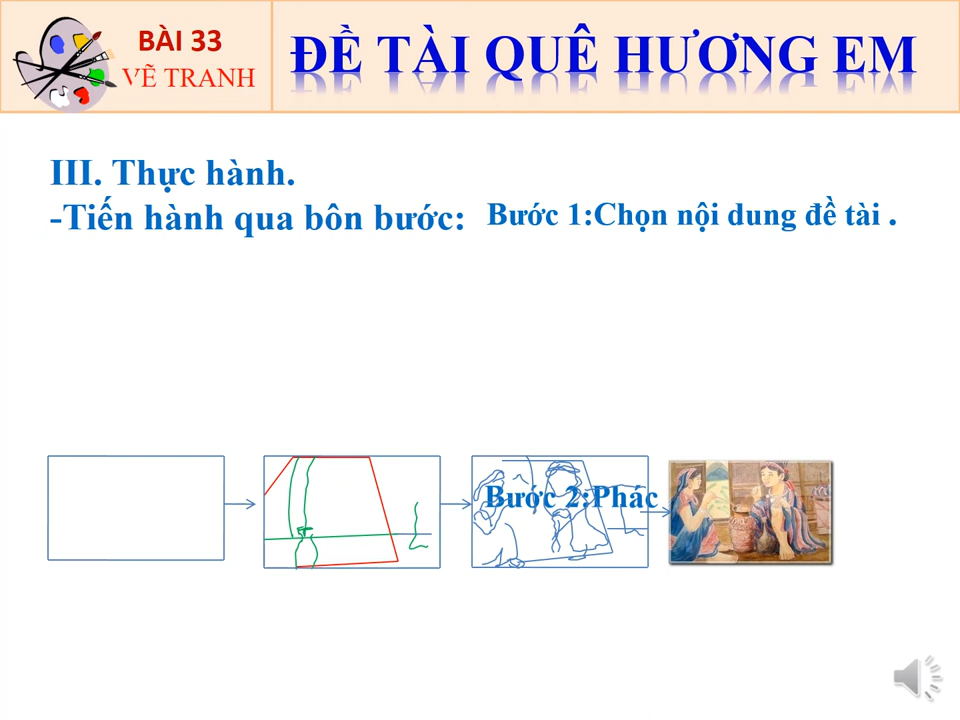 BÀI 33
VẼ TRANH
ĐỀ TÀI QUÊ HƯƠNG EM
III. Thực hành.
-Tiến hành qua bôn bước:
Bước 1:Chọn nội dung đề tài .
Bước 2:Phác